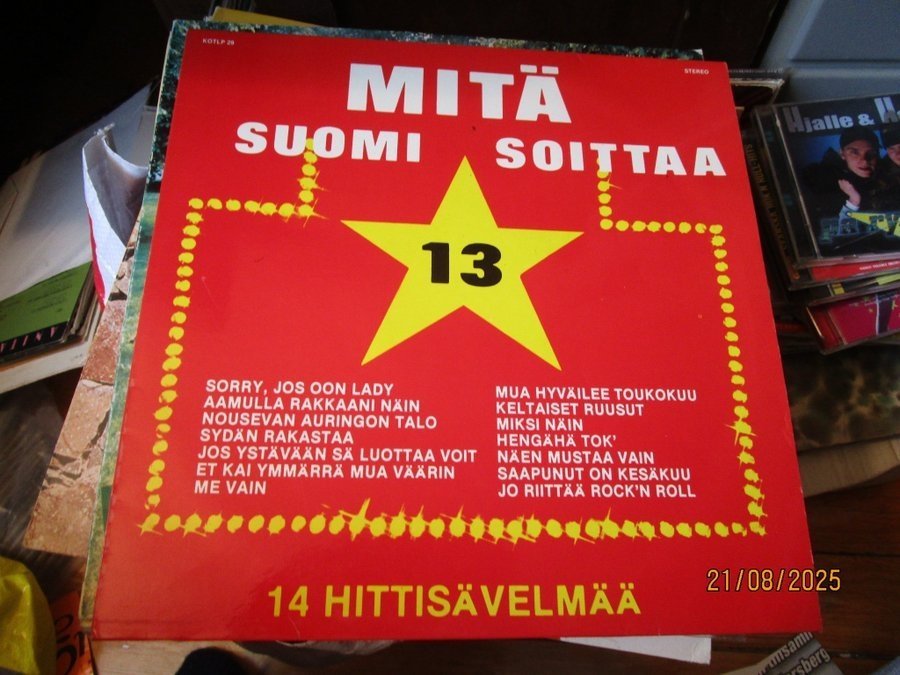 KOTLP 29
STEREO
MITÄ
SUOMI SOITTAA
13
SORRY, JOS OON LADY
AAMULLA RAKKAANI NÄIN
NOUSEVAN AURINGON TALO
SYDÄN RAKASTAA
JOS YSTÄVÄÄN SÄ LUOTTAA VOIT
ET KAI YMMÄRRÄ MUA VÄÄRIN
ME VAIN
MUA HYVÄILEE TOUKOKUU
KELTAISET RUUSUT
MIKSI NÄIN
HENGÄHÄ TOK'
NÄEN MUSTAA VAIN
SAAPUNUT ON KESÄKUU
JO RIITTÄÄ ROCK'N ROLL
14 HITTISÄVELMÄÄ
Hjalle &
21/08/2025